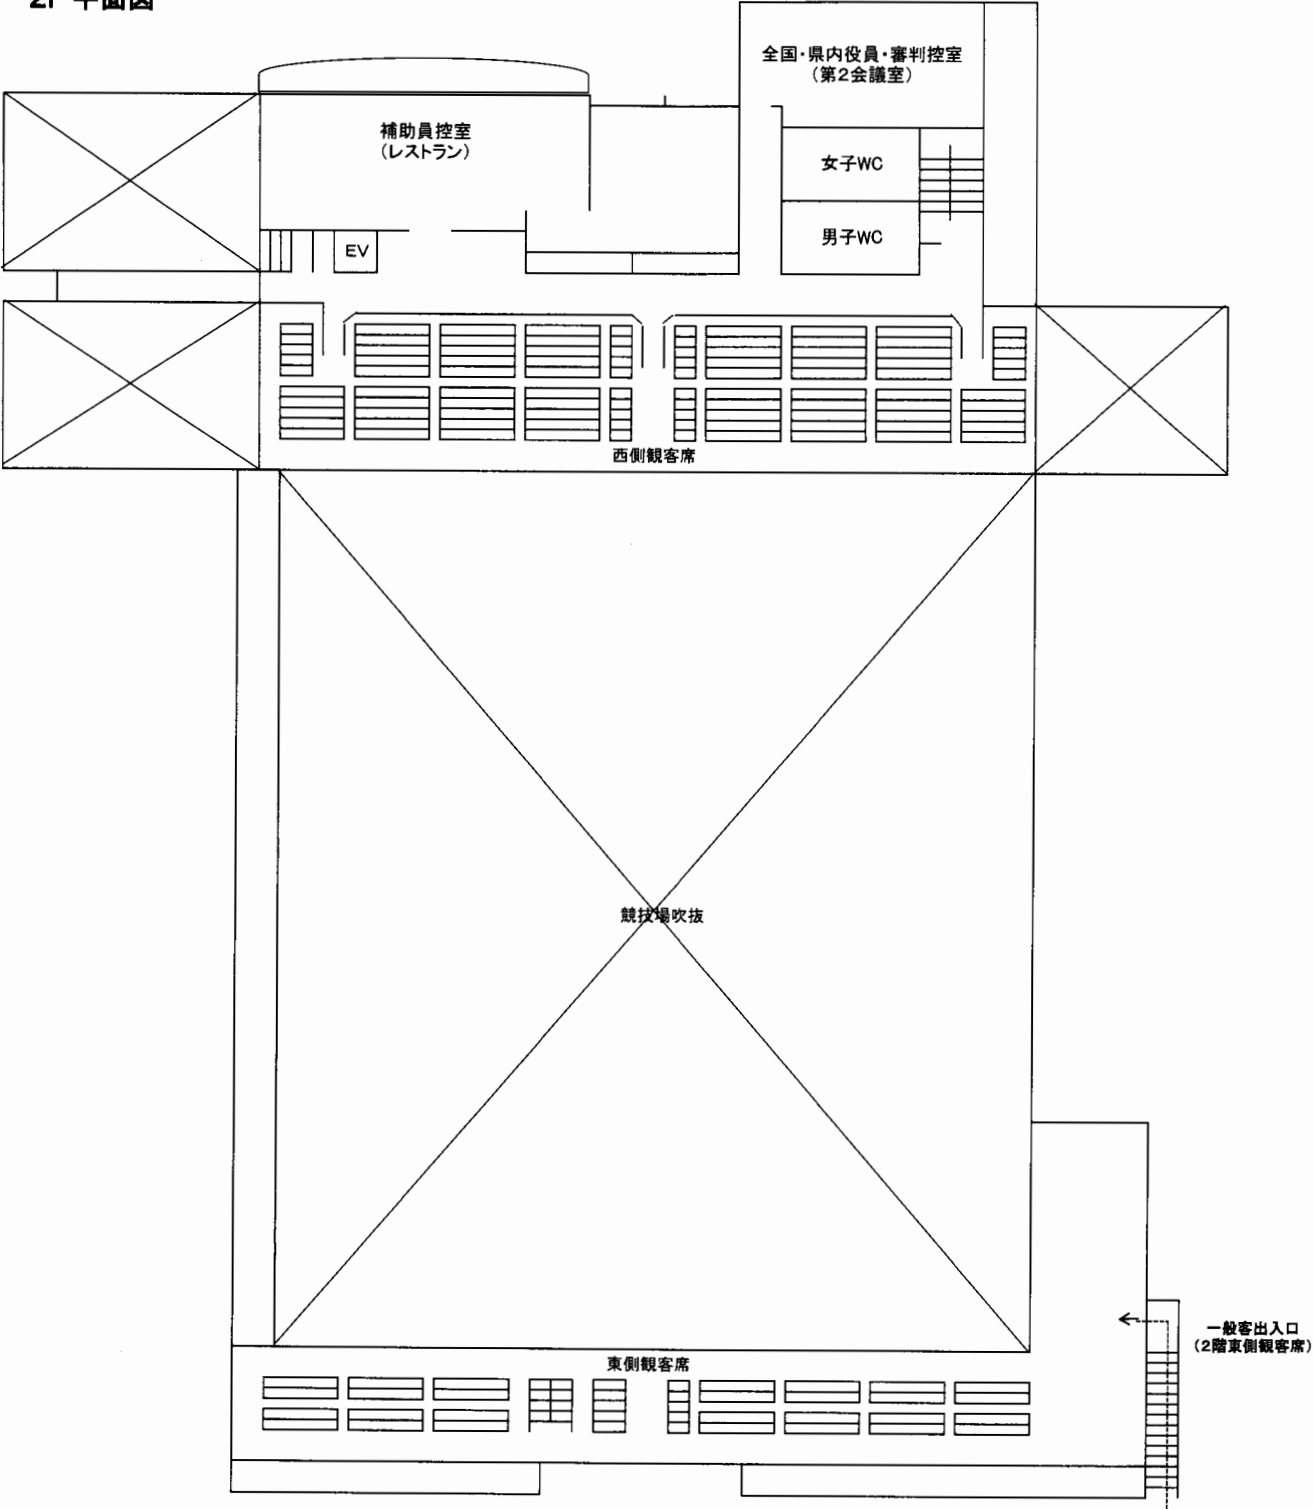 2F 平面図
全国・県内役員・審判控室
（第2会議室）
補助員控室
（レストラン）
女子WC
男子WC
EV
西側観客席
競技場吹抜
一般客出入口
（2階東側観客席）
東側観客席